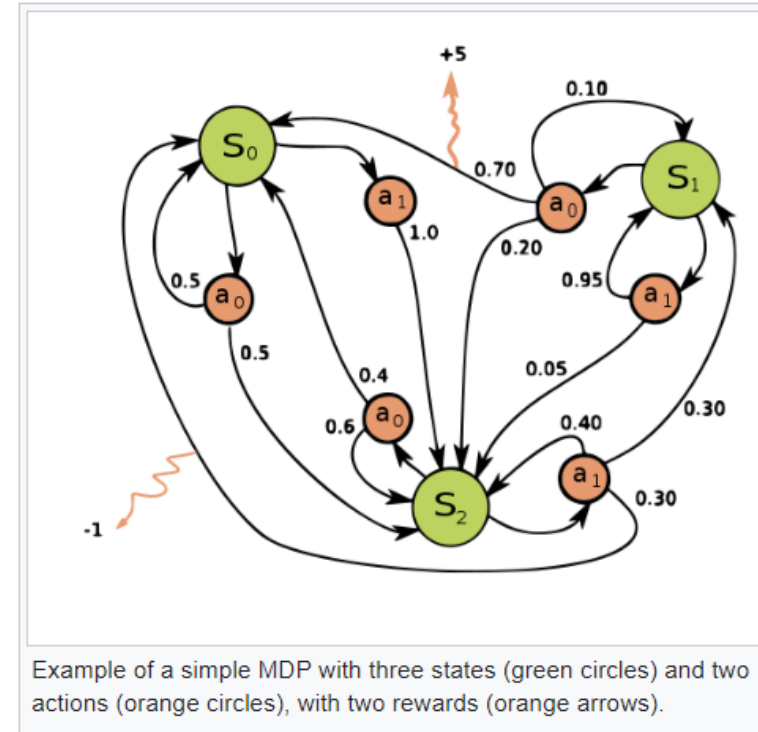 +5
0.10
S0
0.70
S1
a1
a0
1.0
0.20
0.5
a0
0.95
a1
0.5
0.05
0.4
0.30
a0
0.6
0.40
a1
S2
0.30
-1
Example of a simple MDP with three states (green circles) and two
actions (orange circles), with two rewards (orange arrows).